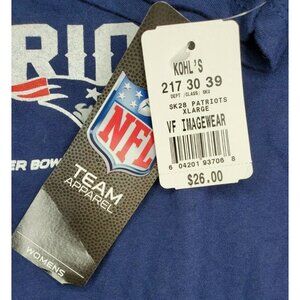 RIO
ER BOW
NFL
TEAM
APPAREL
WOMENS
KOHL'S
217 30 39
DEPT CLASS SKU
SK28 PATRIOTS
XLARGE
VF IMAGEWEAR
6 04201 93706 8
$26.00